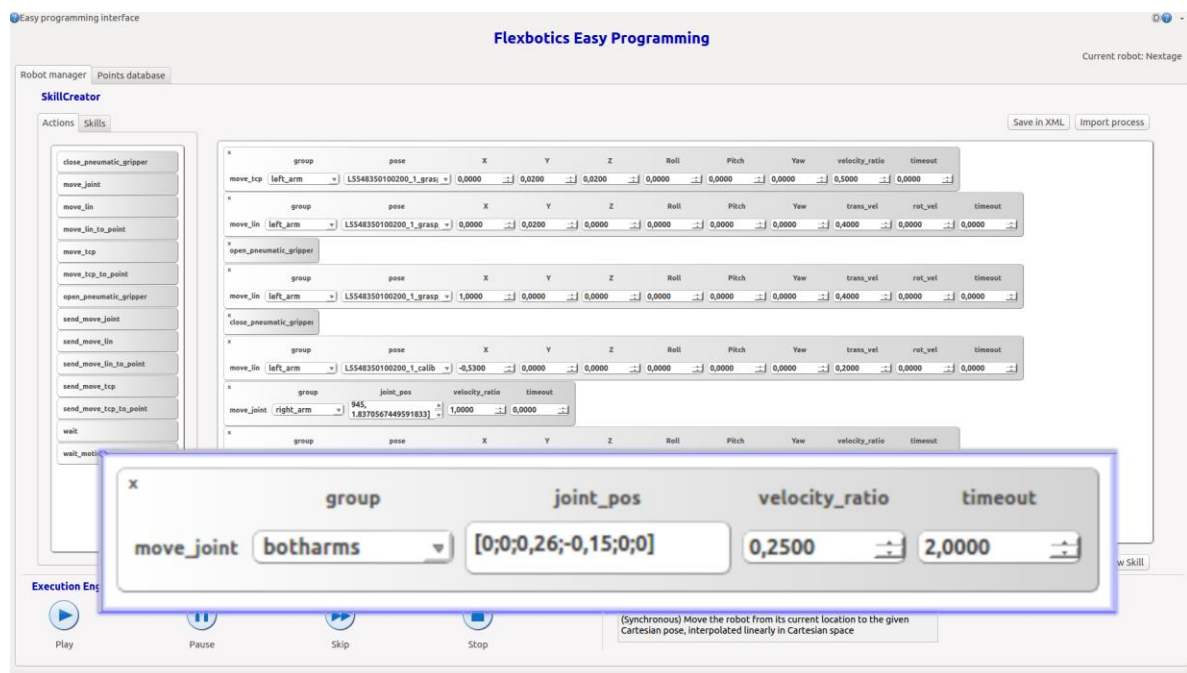 Easy programming interface
D
Flexbotics Easy Programming
Current robot: Nextage
Robot manager Points database
SkillCreator
Actions Skills
Save in XML Import process
close_pneumatic_gripper
move_joint
move_lin
move_lin_to_point
move_tcp
move_tcp_to_point
open_pneumatic_gripper
send_move_joint
send_move_lin
send_move_lin_to_point
send_move_tcp
send_move_tcp_to_point
wait
x
group pose X Y Z Roll Pitch Yaw velocity_ratio timeout
move_tcp left_arm L5548350100200_1_gras 0,0000 0,0200 0,0200 0,0000 0,0000 0,0000 0,5000 0,0000
x
group pose X Y Z Roll Pitch Yaw trans_vel rot_vel timeout
move_lin left_arm L5548350100200_1_grasp 0,0000 0,0200 0,0000 0,0000 0,0000 0,0000 0,4000 0,0000 0,0000
x
open_pneumatic_gripper
x
group pose X Y Z Roll Pitch Yaw trans_vel rot_vel timeout
move_lin left_arm L5548350100200_1_grasp 1,0000 0,0000 0,0000 0,0000 0,0000 0,0000 0,4000 0,0000 0,0000
x
close_pneumatic_gripper
x
group pose X Y Z Roll Pitch Yaw trans_vel rot_vel timeout
move_lin left_arm L5548350100200_1_calib -0,5300 0,0000 0,0000 0,0000 0,0000 0,0000 0,2000 0,0000 0,0000
x
group joint_pos velocity_ratio timeout
945,
move_joint right_arm 1.8370567449591833] 1,0000 0,0000
x
group pose X Y Z Roll Pitch Yaw velocity_ratio timeout
x
group joint_pos velocity_ratio timeout
move_joint botharms [0;0;0,26;-0,15;0;0] 0,2500 2,0000
w Skill
Execution Eng
Play Pause Skip Stop
(Synchronous) Move the robot from its current location to the given
Cartesian pose, interpolated linearly in Cartesian space